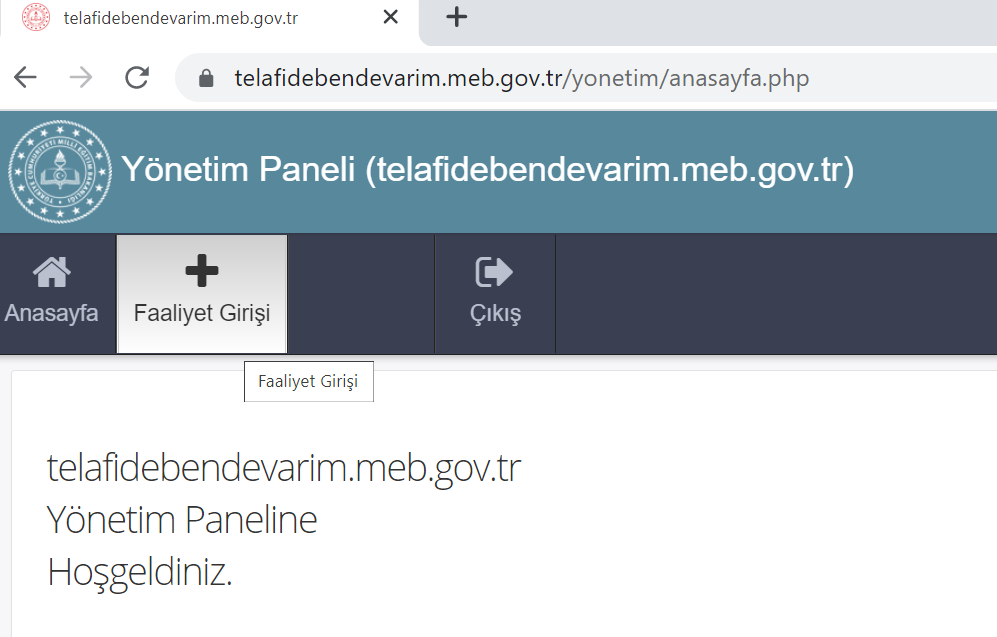 telafidebendevarim.meb.gov.tr
telafidebendevarim.meb.gov.tr/yonetim/anasayfa.php
Yönetim Paneli (telafidebendevarim.meb.gov.tr)
Anasayfa
Faaliyet Girişi
Çıkış
Faaliyet Girişi
telafidebendevarim.meb.gov.tr
Yönetim Paneline
Hoşgeldiniz.